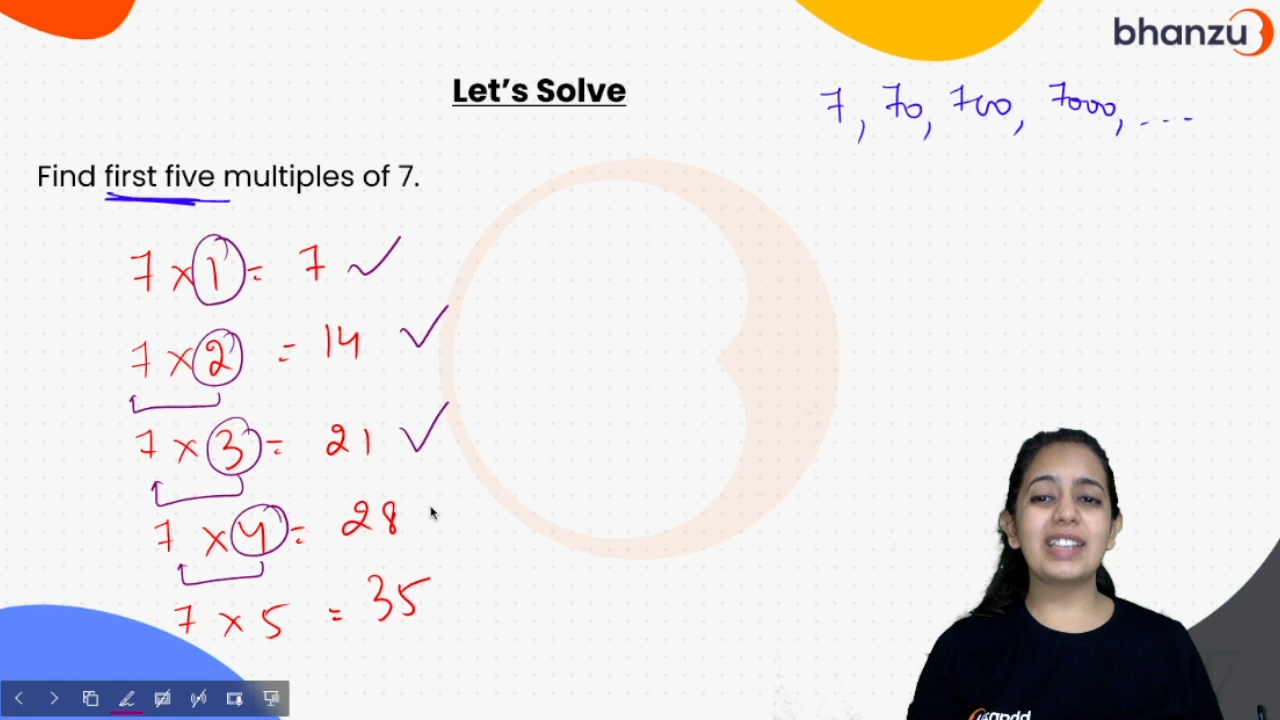 bhanzu
Let's Solve
7, 70, 700, 7000, ...
Find first five multiples of 7.
7 × 1 = 7 ✓
7 × 2 = 14 ✓
7 × 3 = 21 ✓
7 × 4 = 28
7 × 5 = 35